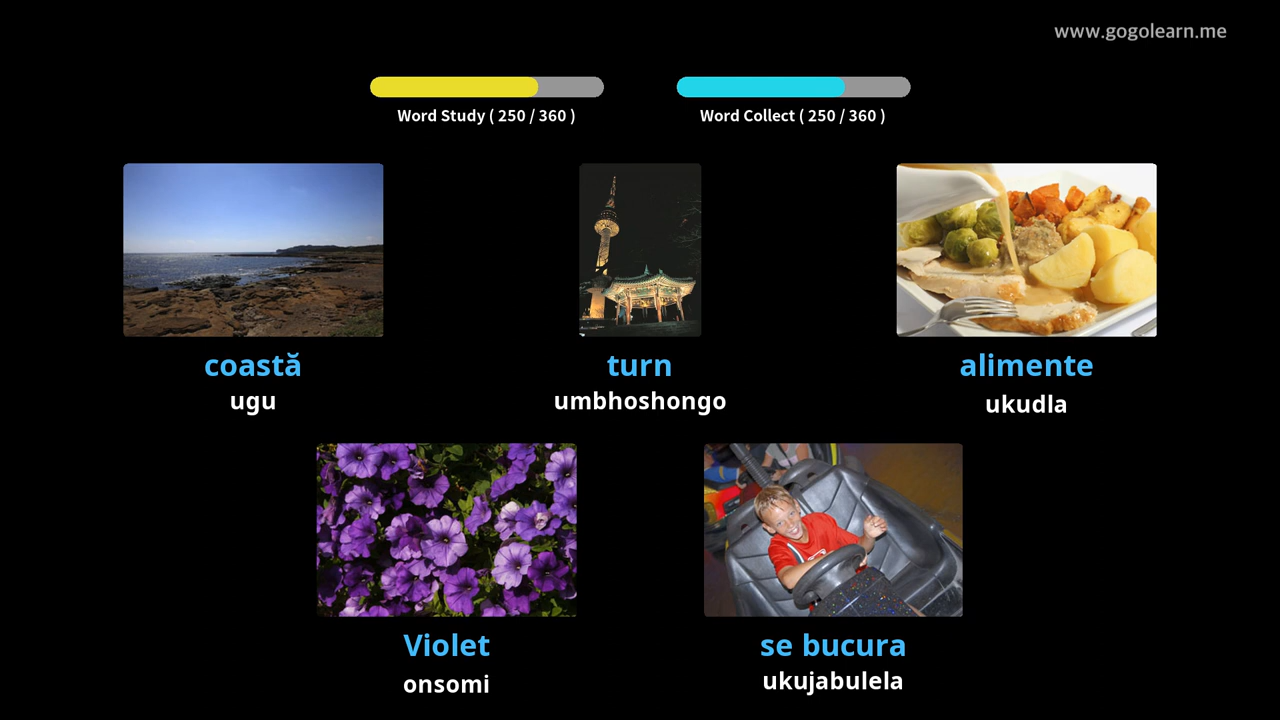 www.gogolearn.me
Word Study ( 250 / 360 )
Word Collect ( 250 / 360 )
coastă
ugu
turn
umbhoshongo
alimente
ukudla
Violet
onsomi
se bucura
ukujabulela